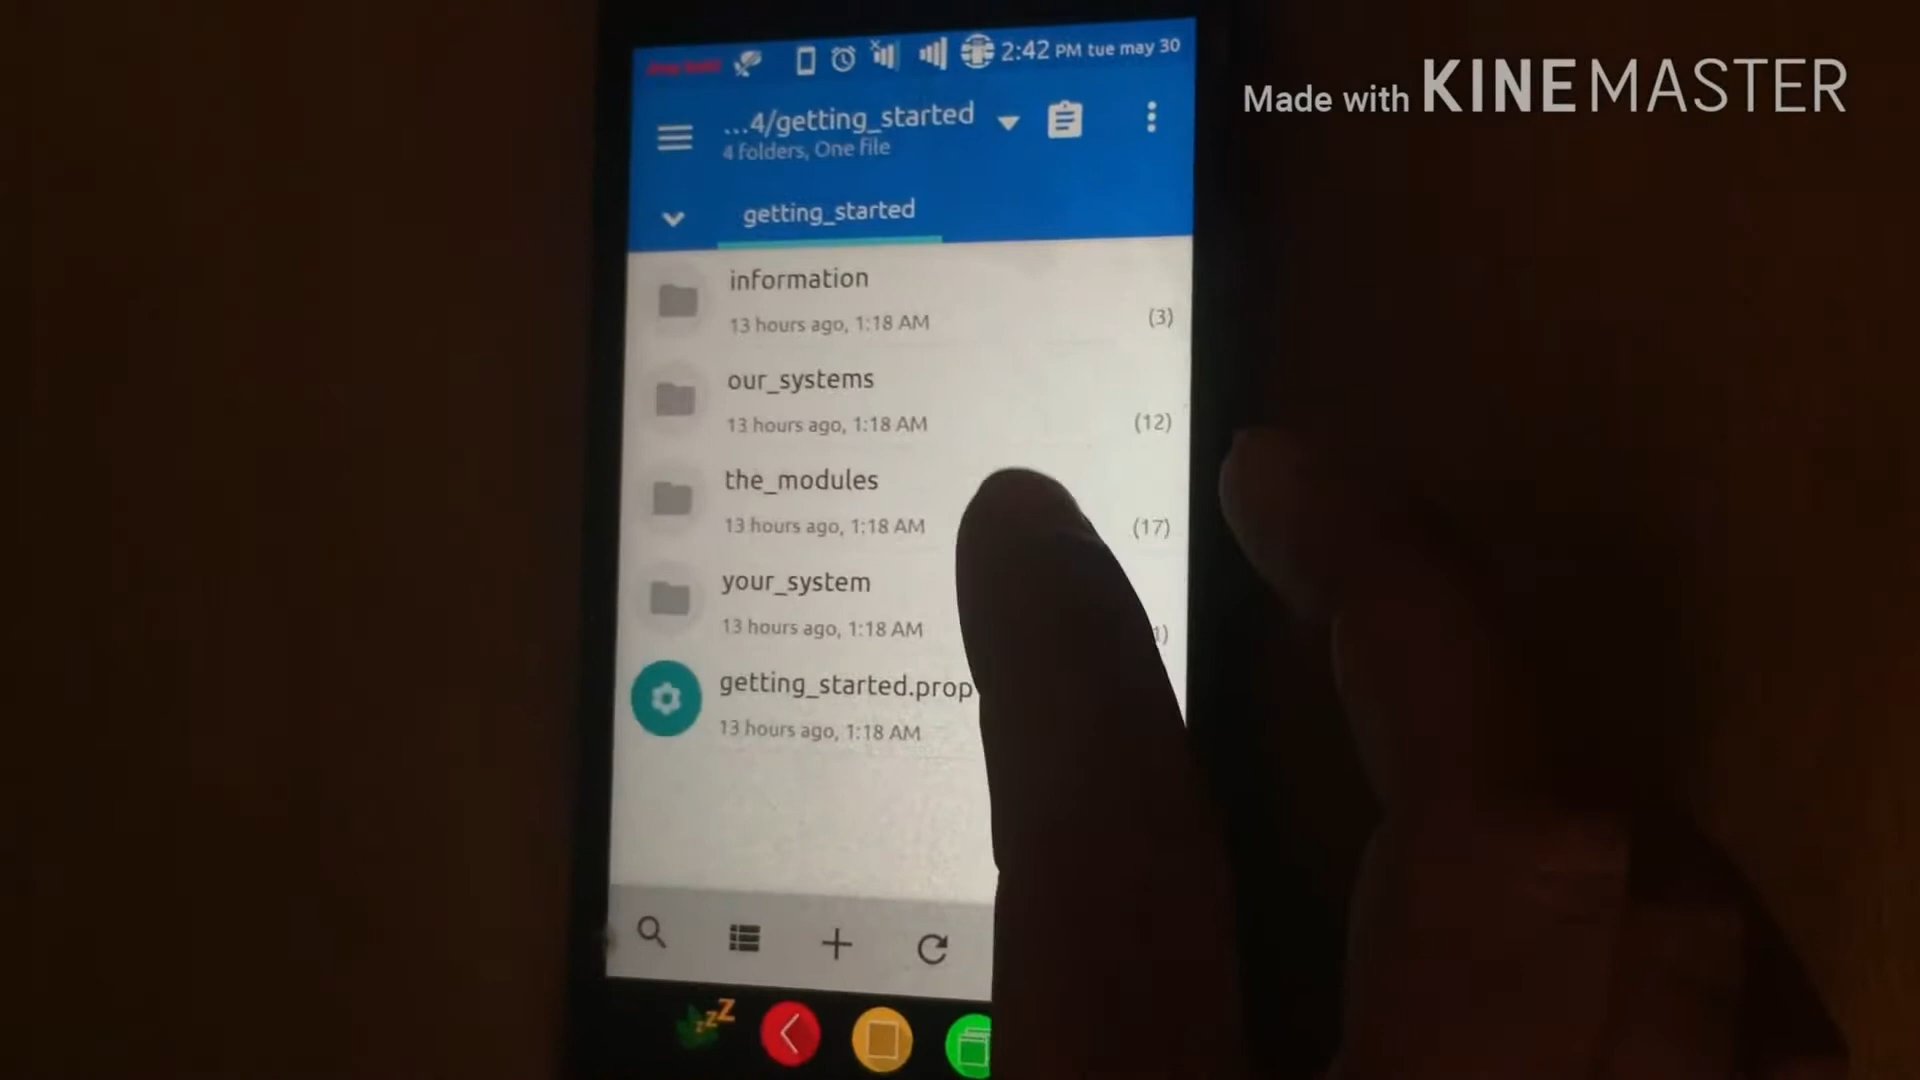 2:42 PM tue may 30
Made with KINEMASTER
...4/getting_started
4 folders, One file
getting_started
information
13 hours ago, 1:18 AM
(3)
our_systems
13 hours ago, 1:18 AM
(12)
the_modules
13 hours ago, 1:18 AM
(17)
your_system
13 hours ago, 1:18 AM
getting_started.prop
13 hours ago, 1:18 AM
zzZ